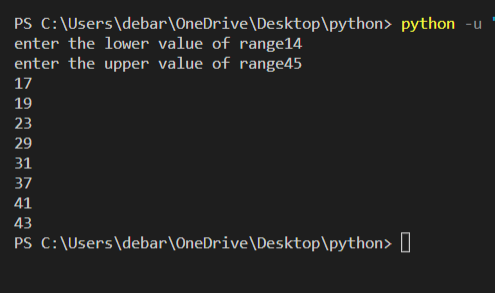 PS C:\Users\debar\OneDrive\Desktop\python> python -u
enter the lower value of range14
enter the upper value of range45
17
19
23
29
31
37
41
43
PS C:\Users\debar\OneDrive\Desktop\python>